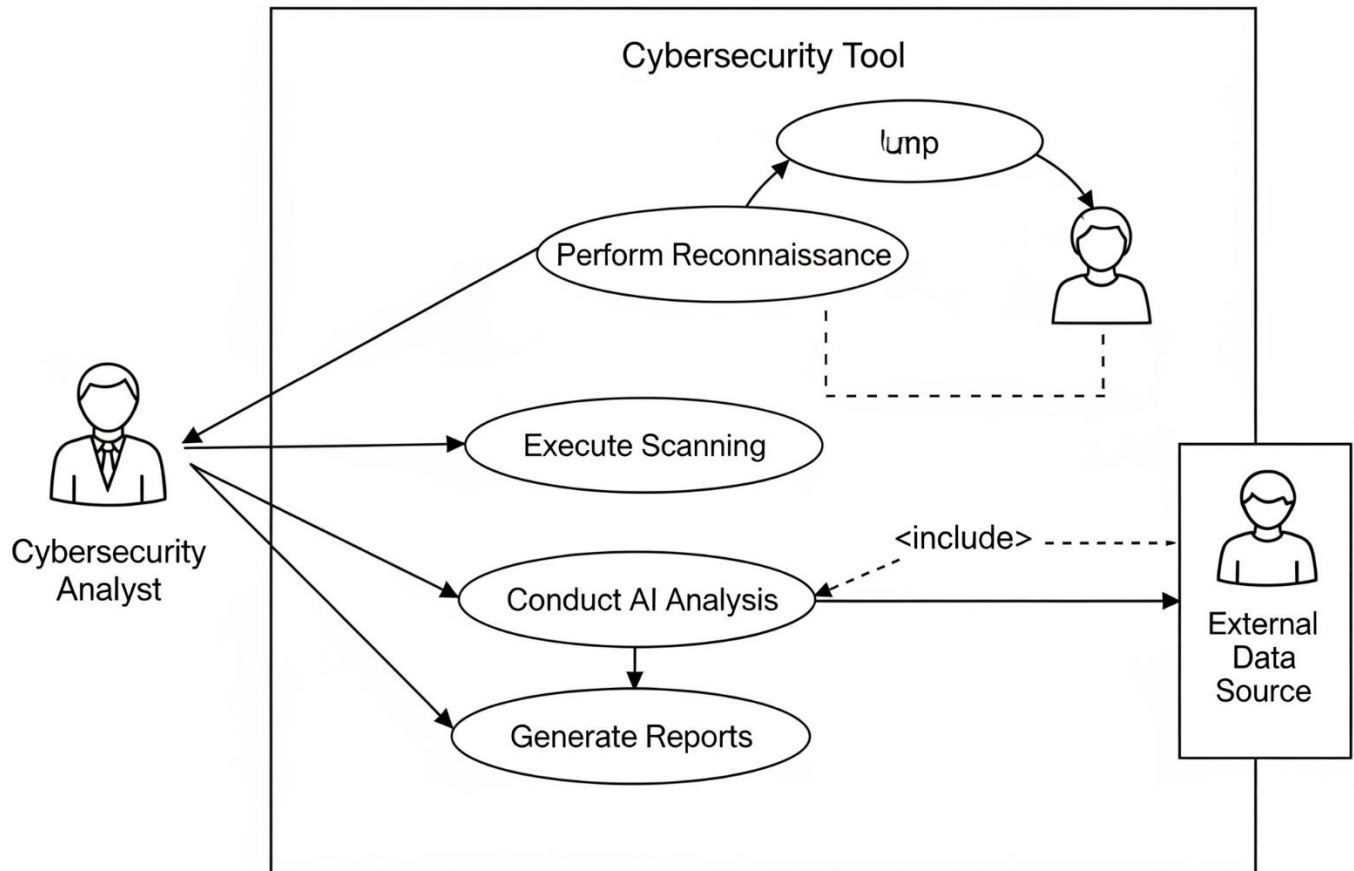 Cybersecurity Tool
Perform Reconnaissance
Execute Scanning
Cybersecurity
Analyst
<include>
Conduct AI Analysis
External
Data
Source
Generate Reports